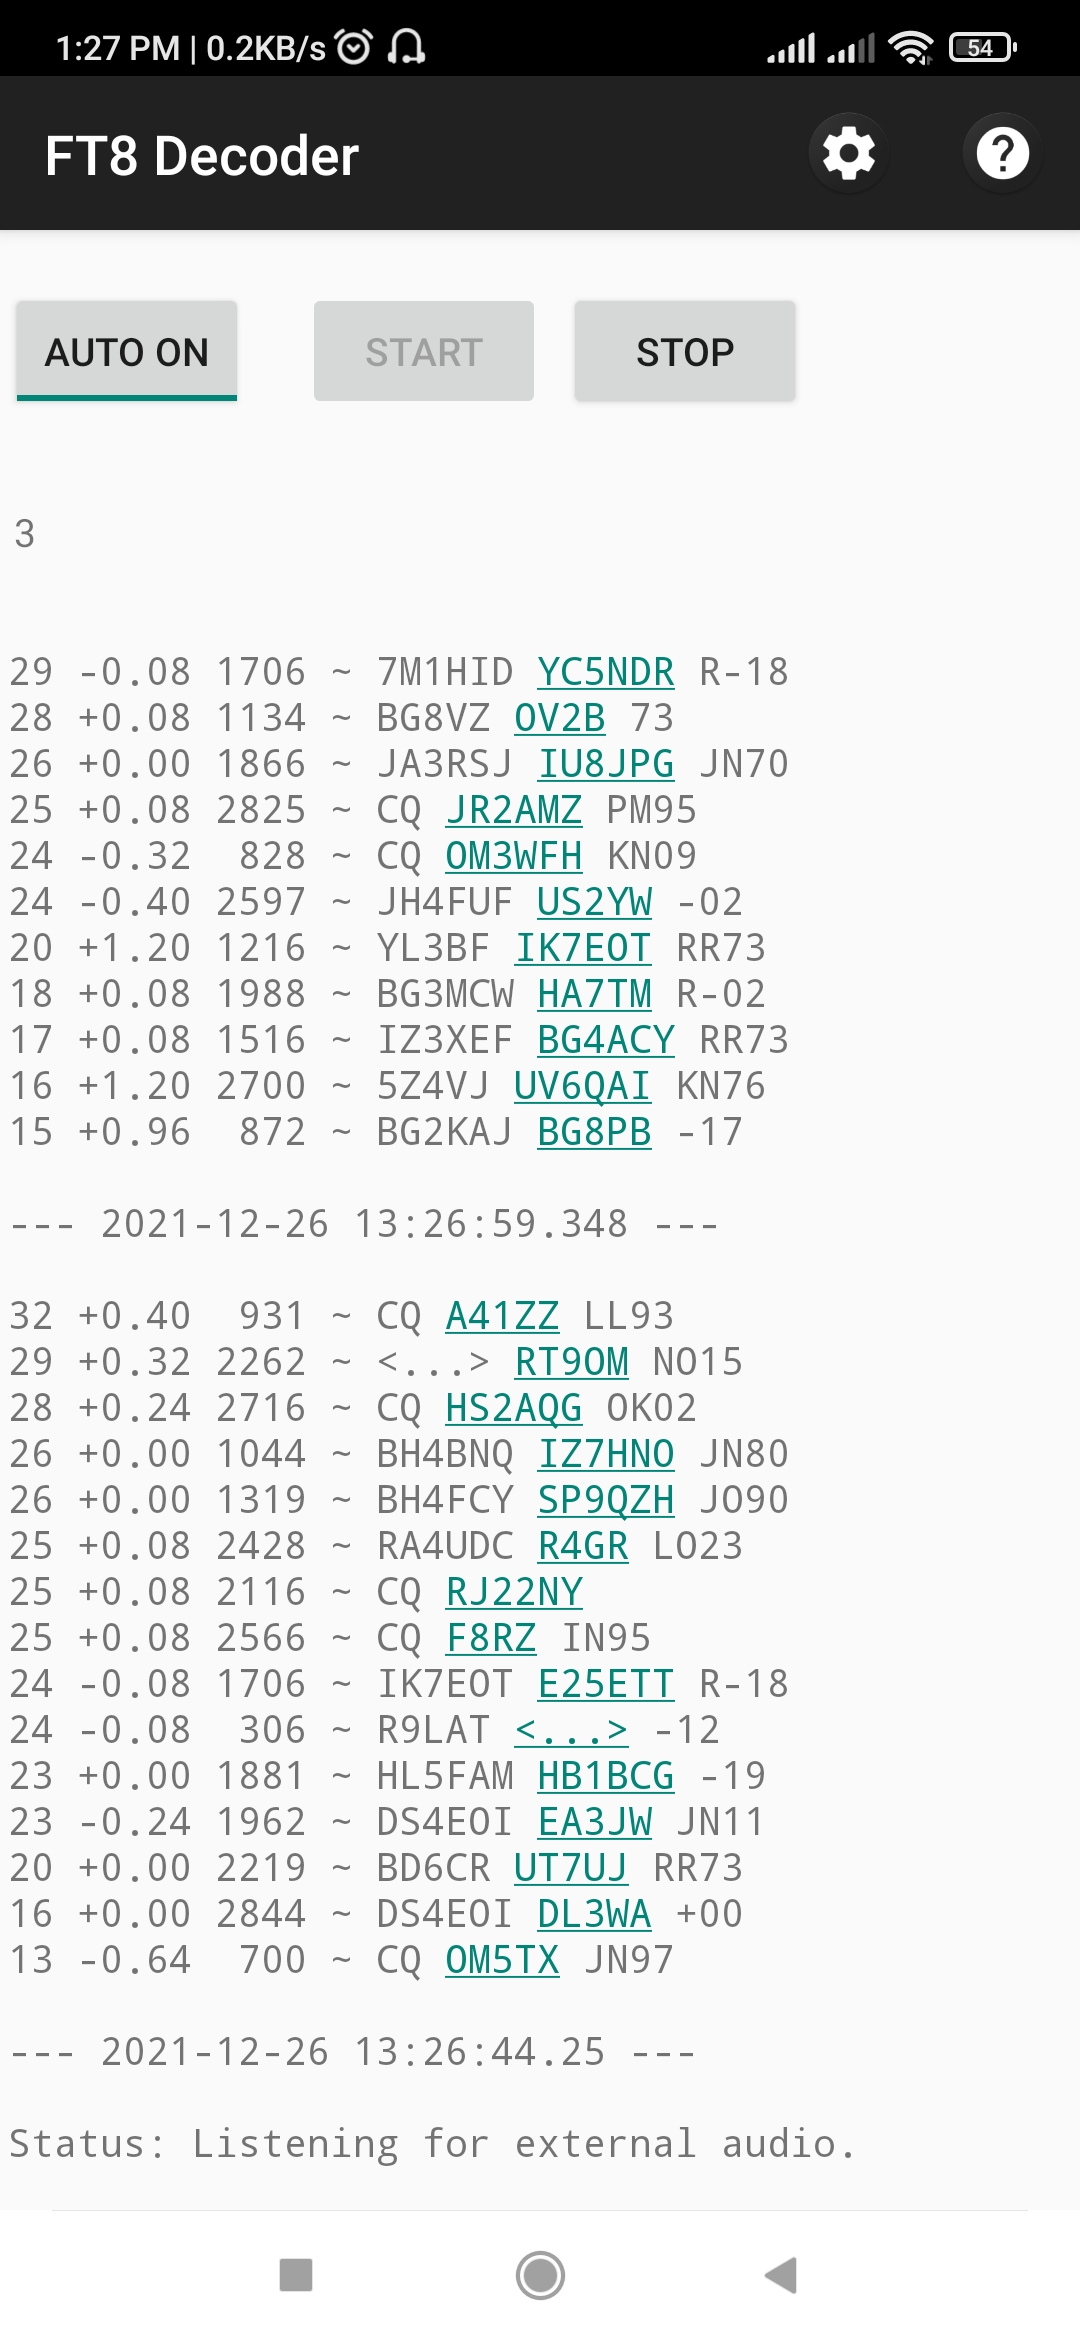 1:27 PM | 0.2KB/s 54
FT8 Decoder
AUTO ON START STOP
3
29 -0.08 1706 ~ 7M1HID YC5NDR R-18
28 +0.08 1134 ~ BG8VZ OV2B 73
26 +0.00 1866 ~ JA3RSJ IU8JPG JN70
25 +0.08 2825 ~ CQ JR2AMZ PM95
24 -0.32  828 ~ CQ OM3WFH KN09
24 -0.40 2597 ~ JH4FUF US2YW -02
20 +1.20 1216 ~ YL3BF IK7EOT RR73
18 +0.08 1988 ~ BG3MCW HA7TM R-02
17 +0.08 1516 ~ IZ3XEF BG4ACY RR73
16 +1.20 2700 ~ 5Z4VJ UV6QAI KN76
15 +0.96  872 ~ BG2KAJ BG8PB -17
--- 2021-12-26 13:26:59.348 ---
32 +0.40  931 ~ CQ A41ZZ LL93
29 +0.32 2262 ~ <...> RT9OM NO15
28 +0.24 2716 ~ CQ HS2AQG OK02
26 +0.00 1044 ~ BH4BNQ IZ7HNO JN80
26 +0.00 1319 ~ BH4FCY SP9QZH JO90
25 +0.08 2428 ~ RA4UDC R4GR LO23
25 +0.08 2116 ~ CQ RJ22NY
25 +0.08 2566 ~ CQ F8RZ IN95
24 -0.08 1706 ~ IK7EOT E25ETT R-18
24 -0.08  306 ~ R9LAT <...> -12
23 +0.00 1881 ~ HL5FAM HB1BCG -19
23 -0.24 1962 ~ DS4EOI EA3JW JN11
20 +0.00 2219 ~ BD6CR UT7UJ RR73
16 +0.00 2844 ~ DS4EOI DL3WA +00
13 -0.64  700 ~ CQ OM5TX JN97
--- 2021-12-26 13:26:44.25 ---
Status: Listening for external audio.